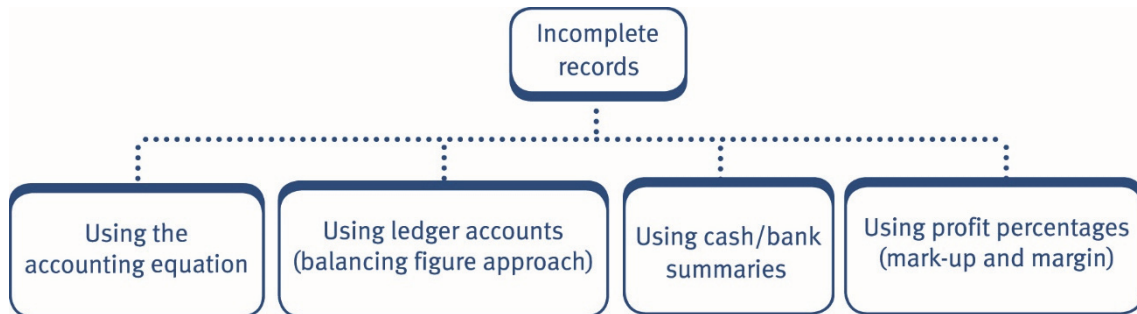 Incomplete
records
Using the
accounting equation
Using ledger accounts
(balancing figure approach)
Using cash/bank
summaries
Using profit percentages
(mark-up and margin)